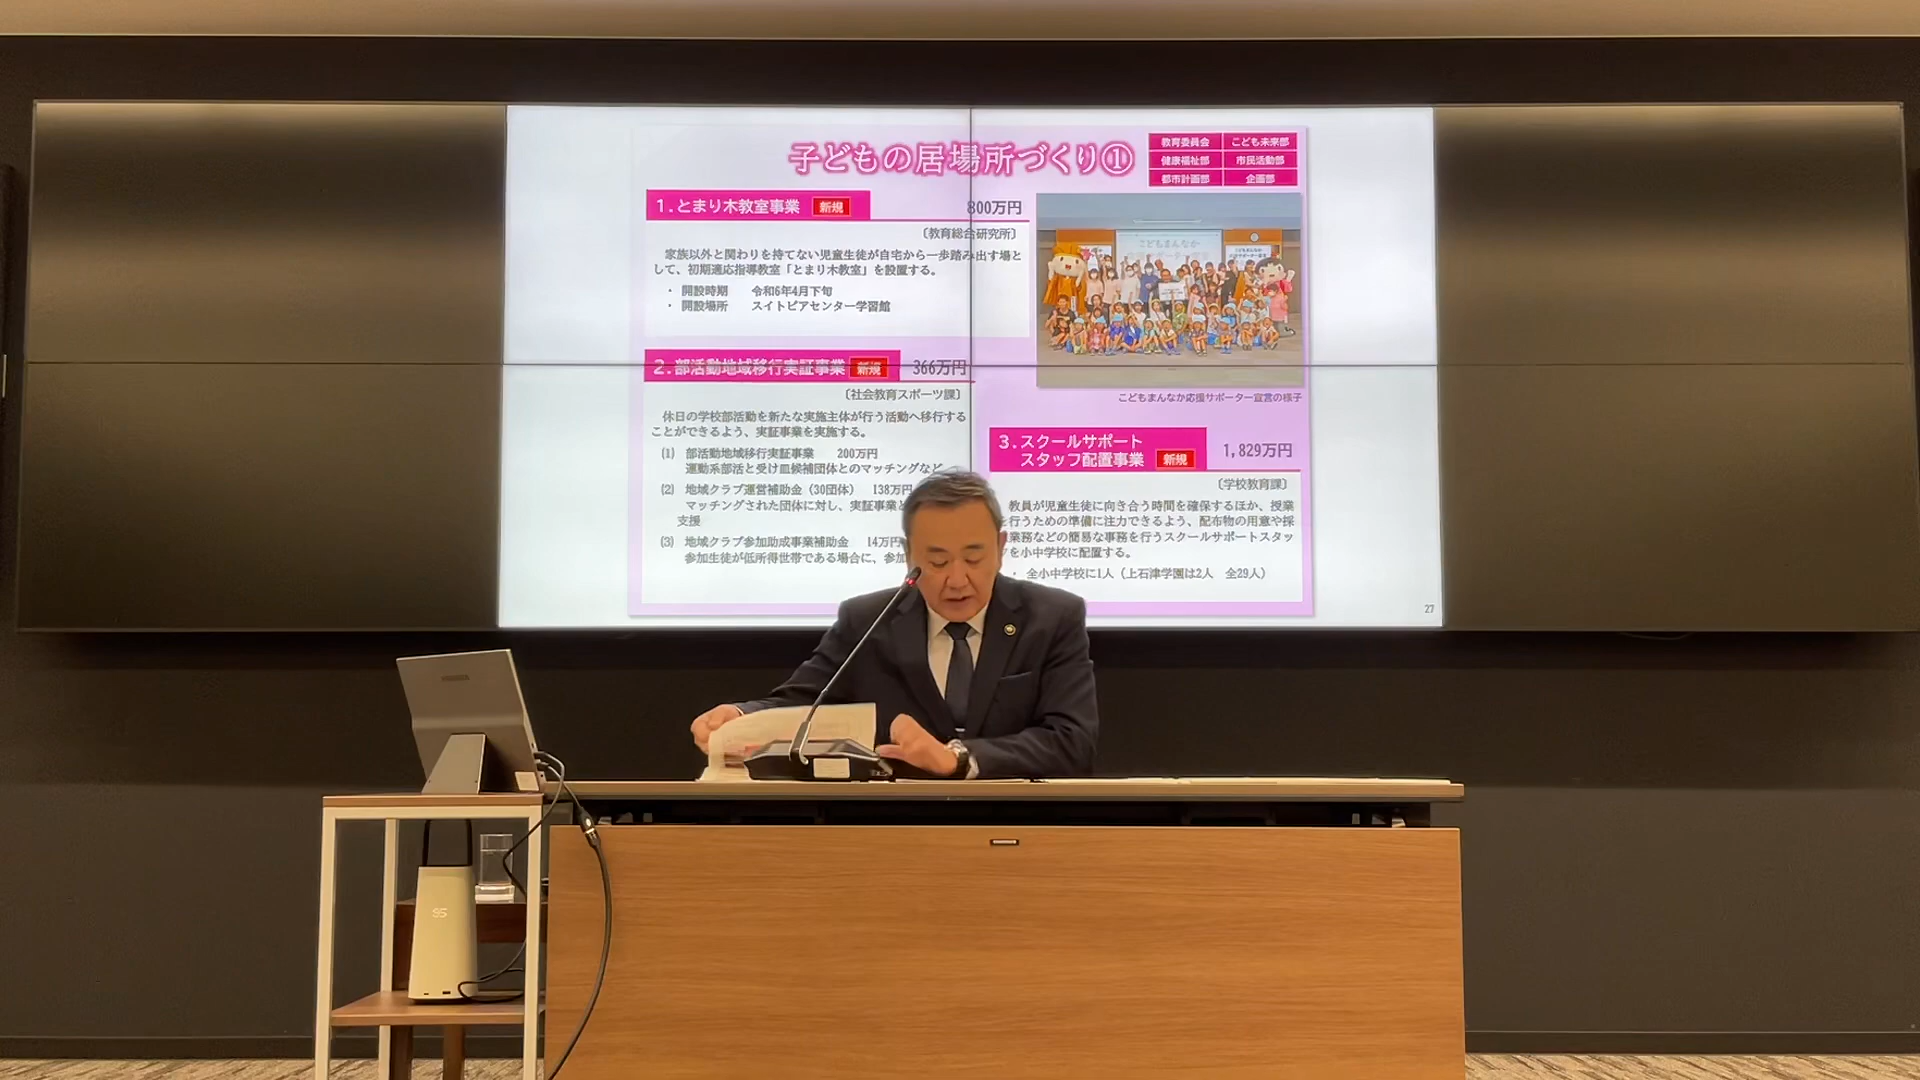 子どもの居場所づくり①
教育委員会 こども未来部
健康福祉部 市民活動部
都市計画部 企画部
1.とまり木教室事業 新規 800万円
〔教育総合研究所〕
家族以外と関わりを持てない児童生徒が自宅から一歩踏み出す場と
して、初期適応指導教室「とまり木教室」を設置する。
・ 開設時期 令和6年4月下旬
・ 開設場所 スイトピアセンター学習館
2.部活動地域移行実証事業 新規 366万円
〔社会教育スポーツ課〕
休日の学校部活動を新たな実施主体が行う活動へ移行する
ことができるよう、実証事業を実施する。
(1) 部活動地域移行実証事業 200万円
運動系部活と受け皿候補団体とのマッチングなど
(2) 地域クラブ運営補助金(30団体) 138万円
マッチングされた団体に対し、実証事業
支援
(3) 地域クラブ参加助成事業補助金 14万円
参加生徒が低所得世帯である場合に、参加
こどもまんなか
こどもまんなか応援サポーター宣言の様子
3.スクールサポート
スタッフ配置事業 新規 1,829万円
〔学校教育課〕
教員が児童生徒に向き合う時間を確保するほか、授業
を行うための準備に注力できるよう、配布物の用意や採
業務などの簡易な事務を行うスクールサポートスタッ
フを小中学校に配置する。
・ 全小中学校に1人(上石津学園は2人 全29人)
27